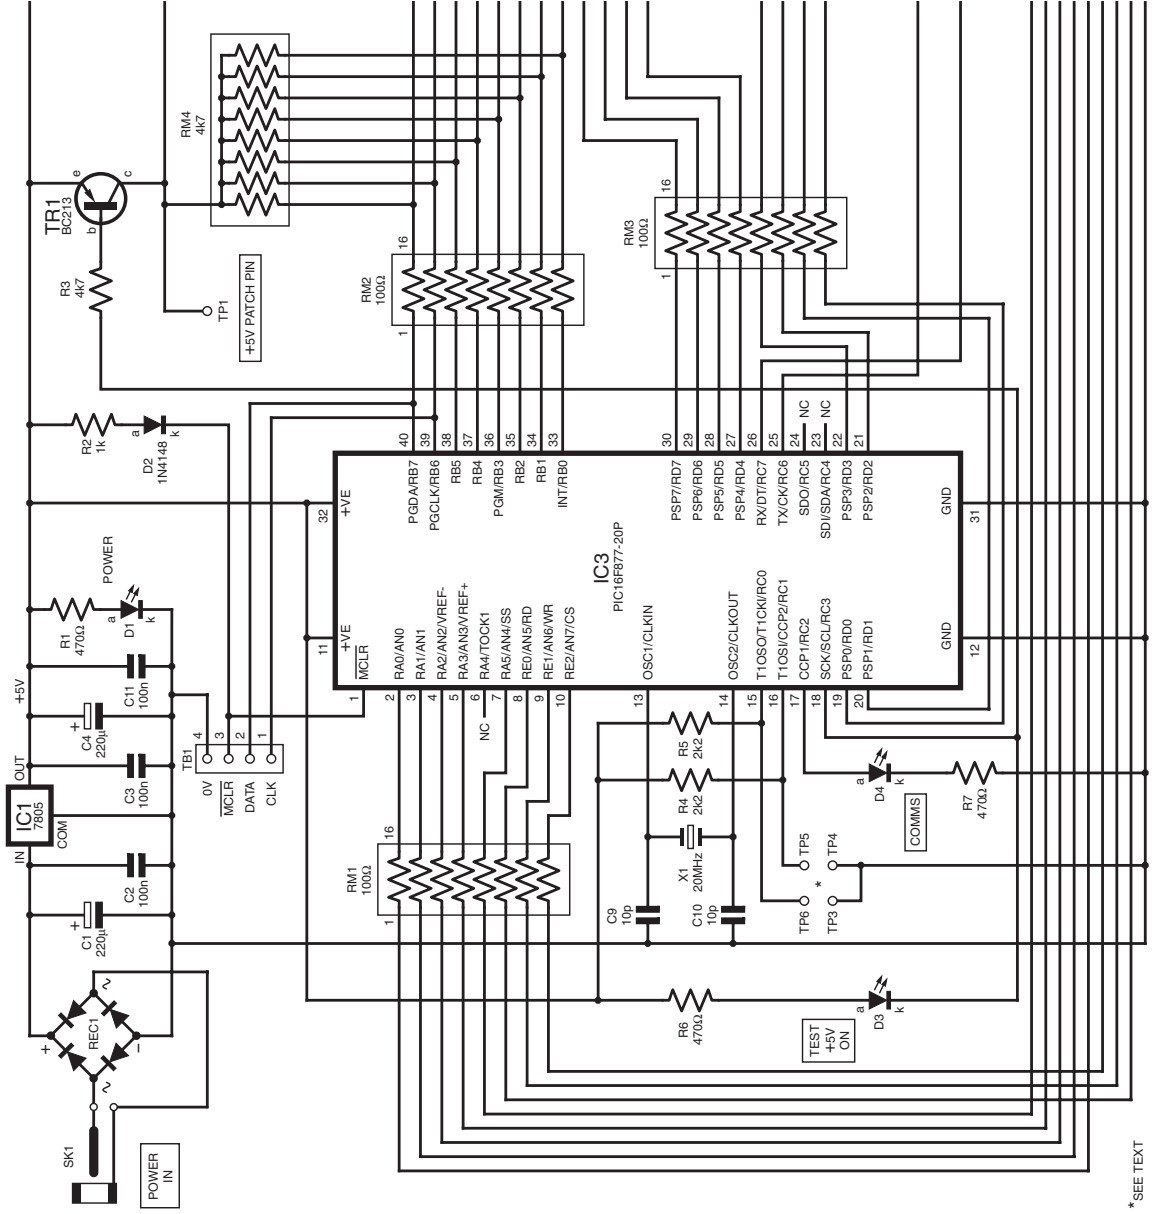 POWER
IN
SK1
REC1
+
–
~
~
C1
220µ
+
C2
100n
IN
IC1
7805
COM
OUT
C3
100n
C4
220µ
+
+5V
C11
100n
R1
470Ω
D1
a
k
POWER
R2
1k
D2
1N4148
a
k
R3
4k7
TR1
BC213
b
e
c
TP1
+5V PATCH PIN
RM4
4k7
TB1
4
3
2
1
0V
MCLR
DATA
CLK
RM2
100Ω
1
16
RM3
100Ω
1
16
RM1
100Ω
1
16
IC3
PIC16F877-20P
11
+VE
32
+VE
1
MCLR
2
RA0/AN0
3
RA1/AN1
4
RA2/AN2/VREF-
5
RA3/AN3/VREF+
6
RA4/TOCK1
NC
7
RA5/AN4/SS
8
RE0/AN5/RD
9
RE1/AN6/WR
10
RE2/AN7/CS
13
OSC1/CLKIN
14
OSC2/CLKOUT
15
T1OSO/T1CKI/RC0
16
T1OSI/CCP2/RC1
17
CCP1/RC2
18
SCK/SCL/RC3
19
PSP0/RD0
20
PSP1/RD1
12
GND
31
GND
40
PGDA/RB7
39
PGCLK/RB6
38
RB5
37
RB4
36
PGM/RB3
35
RB2
34
RB1
33
INT/RB0
30
PSP7/RD7
29
PSP6/RD6
28
PSP5/RD5
27
PSP4/RD4
26
RX/DT/RC7
25
TX/CK/RC6
24
SDO/RC5
NC
23
SDI/SDA/RC4
NC
22
PSP3/RD3
21
PSP2/RD2
R5
2k2
R4
2k2
X1
20MHz
C9
10p
C10
10p
TP5
TP4
TP6
TP3
*
D4
a
k
COMMS
R7
470Ω
R6
470Ω
D3
a
k
TEST
+5V
ON
*SEE TEXT